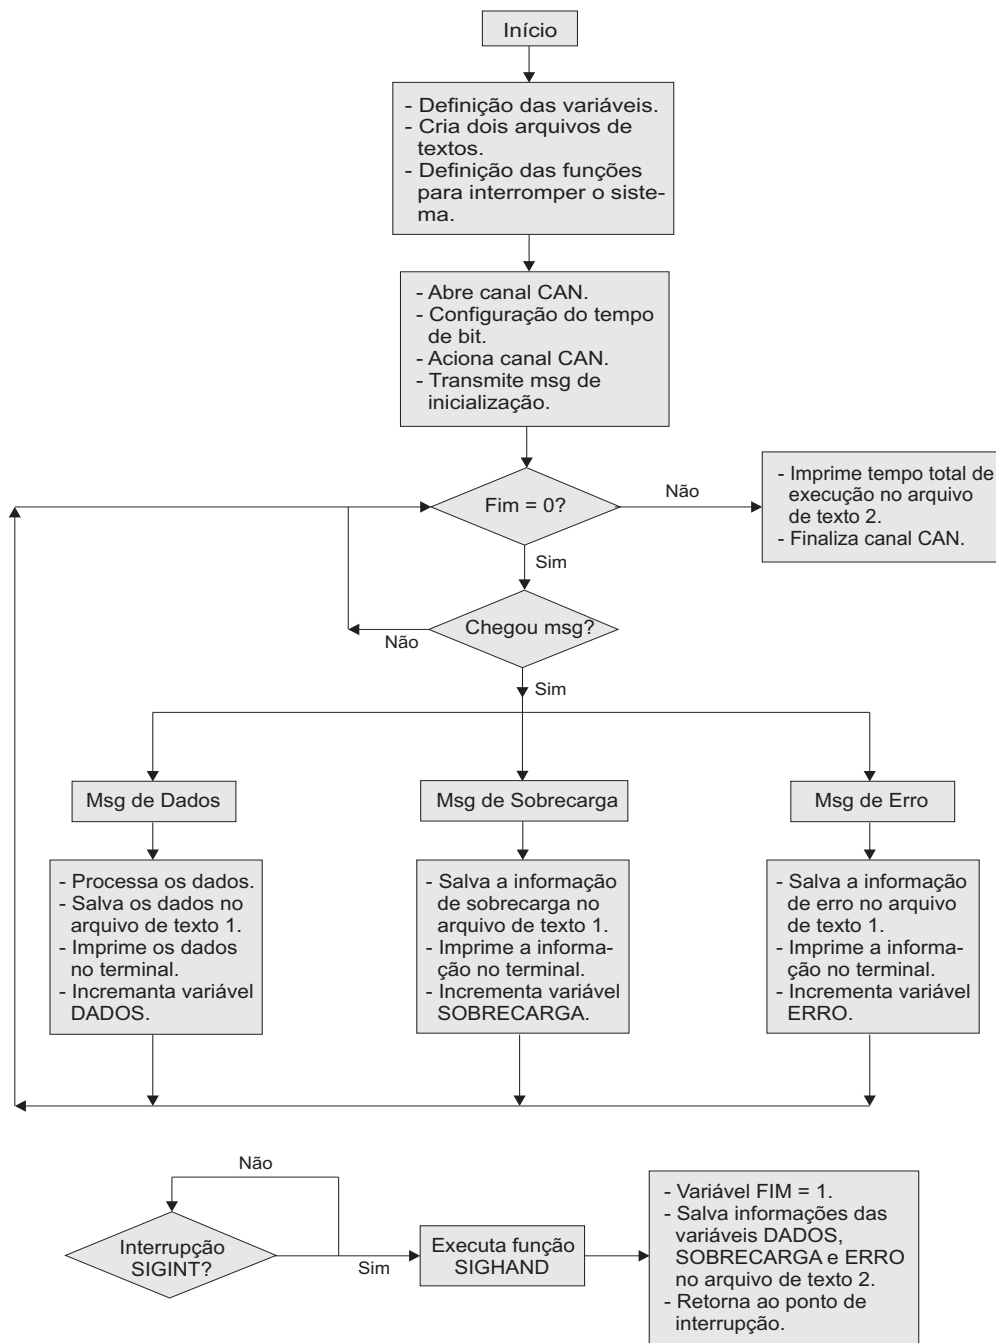 Início
- Definição das variáveis.
- Cria dois arquivos de
textos.
- Definição das funções
para interromper o siste-
ma.
- Abre canal CAN.
- Configuração do tempo
de bit.
- Aciona canal CAN.
- Transmite msg de
inicialização.
Fim = 0?
Não
- Imprime tempo total de
execução no arquivo
de texto 2.
- Finaliza canal CAN.
Sim
Chegou msg?
Não
Sim
Msg de Dados
Msg de Sobrecarga
Msg de Erro
- Processa os dados.
- Salva os dados no
arquivo de texto 1.
- Imprime os dados
no terminal.
- Incremanta variável
DADOS.
- Salva a informação
de sobrecarga no
arquivo de texto 1.
- Imprime a informa-
ção no terminal.
- Incrementa variável
SOBRECARGA.
- Salva a informação
de erro no arquivo
de texto 1.
- Imprime a informa-
ção no terminal.
- Incrementa variável
ERRO.
Não
Interrupção
SIGINT?
Sim
Executa função
SIGHAND
- Variável FIM = 1.
- Salva informações das
variáveis DADOS,
SOBRECARGA e ERRO
no arquivo de texto 2.
- Retorna ao ponto de
interrupção.